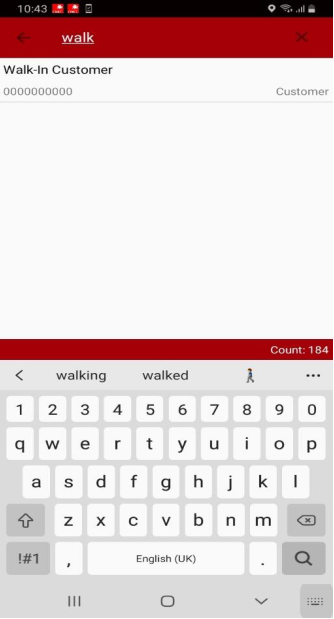 10:43
walk
Walk-In Customer
0000000000 Customer
Count: 184
walking walked
1 2 3 4 5 6 7 8 9 0
q w e r t y u i o p
a s d f g h j k l
z x c v b n m
!#1 , English (UK) .